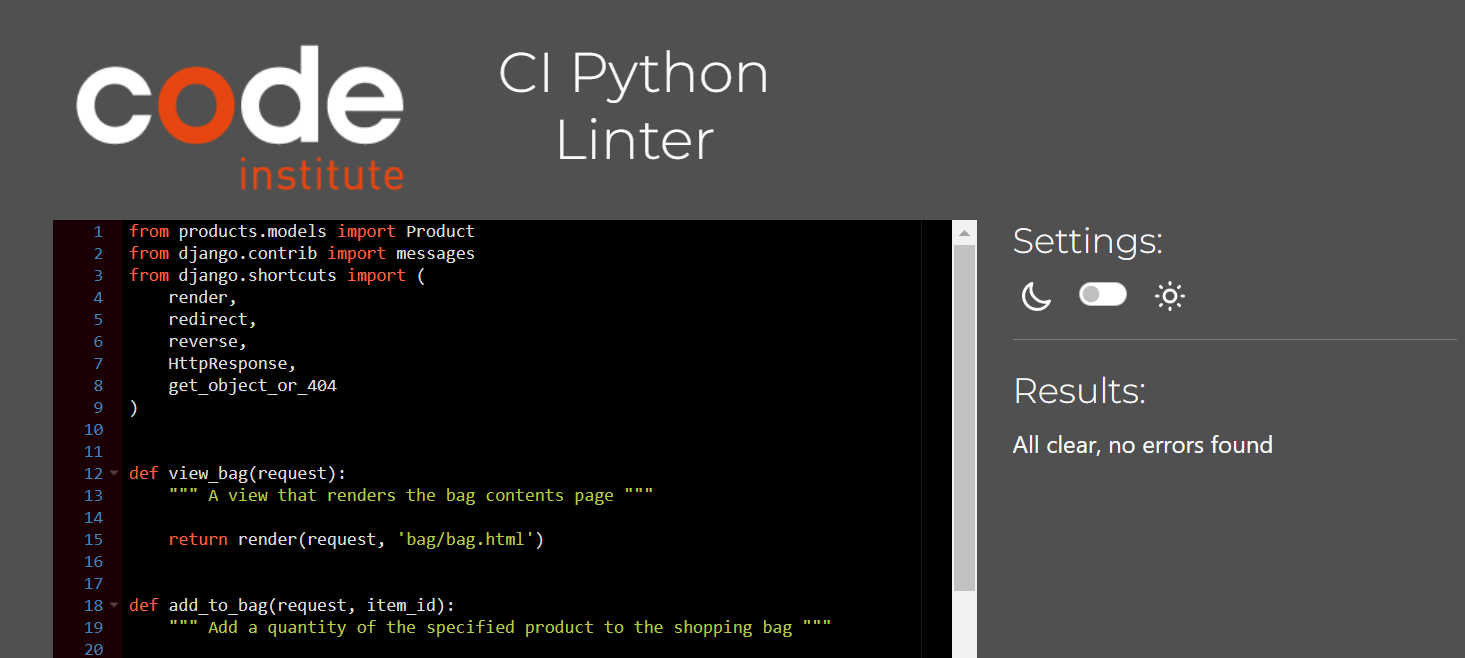 code
institute
CI Python
Linter
1 from products.models import Product
2 from django.contrib import messages
3 from django.shortcuts import (
4     render,
5     redirect,
6     reverse,
7     HttpResponse,
8     get_object_or_404
9 )
10
11
12 def view_bag(request):
13     """ A view that renders the bag contents page """
14
15     return render(request, 'bag/bag.html')
16
17
18 def add_to_bag(request, item_id):
19     """ Add a quantity of the specified product to the shopping bag """
20
Settings:
Results:
All clear, no errors found